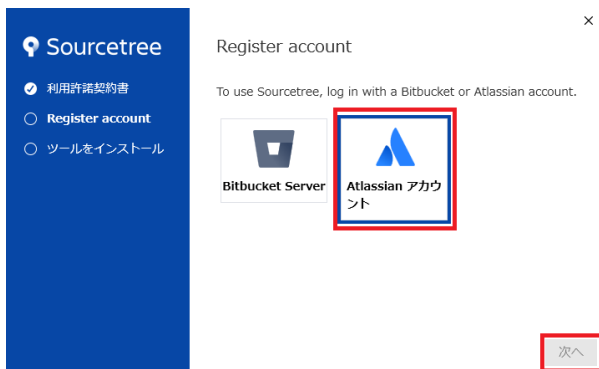 Sourcetree
利用許諾契約書
Register account
ツールをインストール
×
Register account
To use Sourcetree, log in with a Bitbucket or Atlassian account.
Bitbucket Server
Atlassian アカウ
ント
次へ